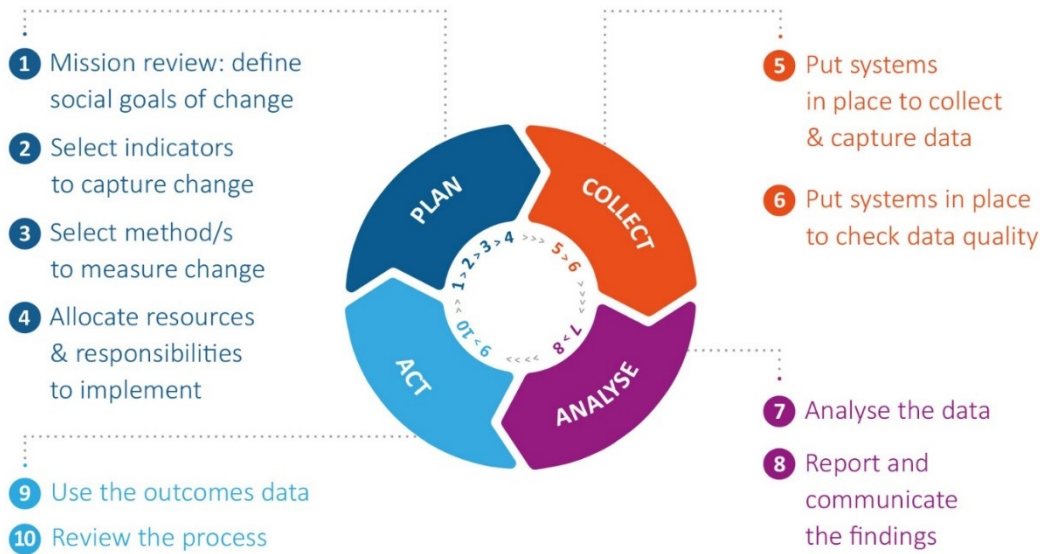 1 Mission review: define
social goals of change
2 Select indicators
to capture change
3 Select method/s
to measure change
4 Allocate resources
& responsibilities
to implement
5 Put systems
in place to collect
& capture data
6 Put systems in place
to check data quality
PLAN
COLLECT
ANALYSE
ACT
1 > 2 > 3 > 4 >>> 5 > 6 >>>>> 7 > 8 >>>> 9 > 10 >>
7 Analyse the data
8 Report and
communicate
the findings
9 Use the outcomes data
10 Review the process